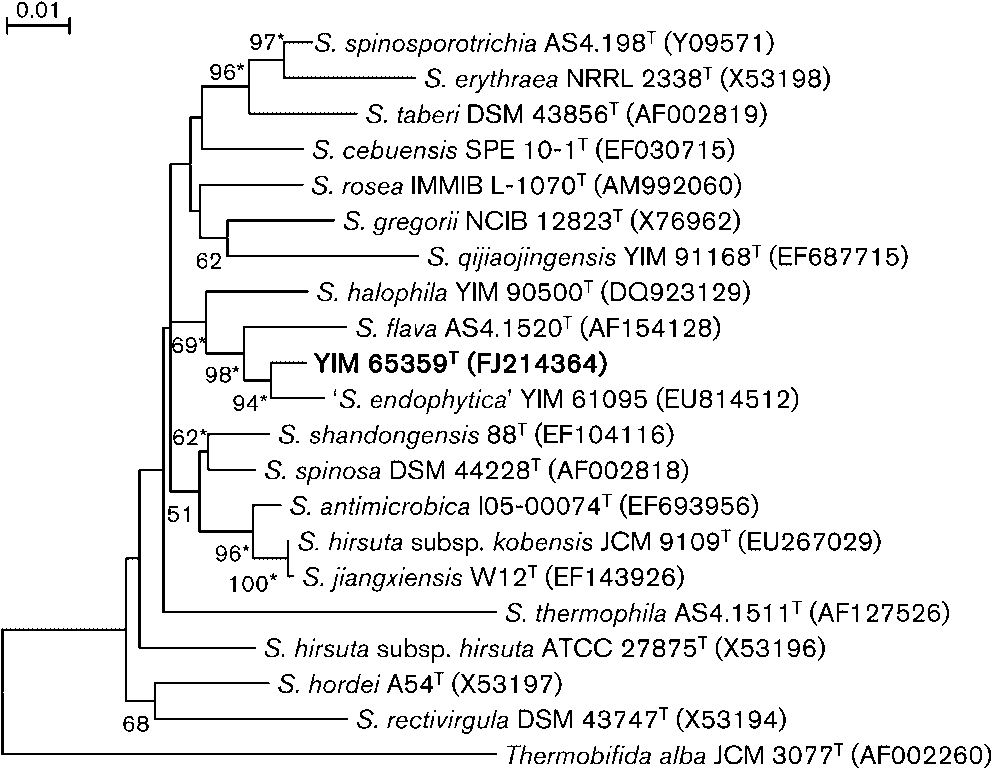 0.01
97*
S. spinosporotrichia AS4.198ᵀ (Y09571)
96*
S. erythraea NRRL 2338ᵀ (X53198)
S. taberi DSM 43856ᵀ (AF002819)
S. cebuensis SPE 10-1ᵀ (EF030715)
S. rosea IMMIB L-1070ᵀ (AM992060)
S. gregorii NCIB 12823ᵀ (X76962)
62
S. qijiaojingensis YIM 91168ᵀ (EF687715)
S. halophila YIM 90500ᵀ (DQ923129)
S. flava AS4.1520ᵀ (AF154128)
69*
YIM 65359ᵀ (FJ214364)
98*
94*
‘S. endophytica’ YIM 61095 (EU814512)
62*
S. shandongensis 88ᵀ (EF104116)
S. spinosa DSM 44228ᵀ (AF002818)
51
S. antimicrobica I05-00074ᵀ (EF693956)
96*
S. hirsuta subsp. kobensis JCM 9109ᵀ (EU267029)
100*
S. jiangxiensis W12ᵀ (EF143926)
S. thermophila AS4.1511ᵀ (AF127526)
S. hirsuta subsp. hirsuta ATCC 27875ᵀ (X53196)
S. hordei A54ᵀ (X53197)
68
S. rectivirgula DSM 43747ᵀ (X53194)
Thermobifida alba JCM 3077ᵀ (AF002260)